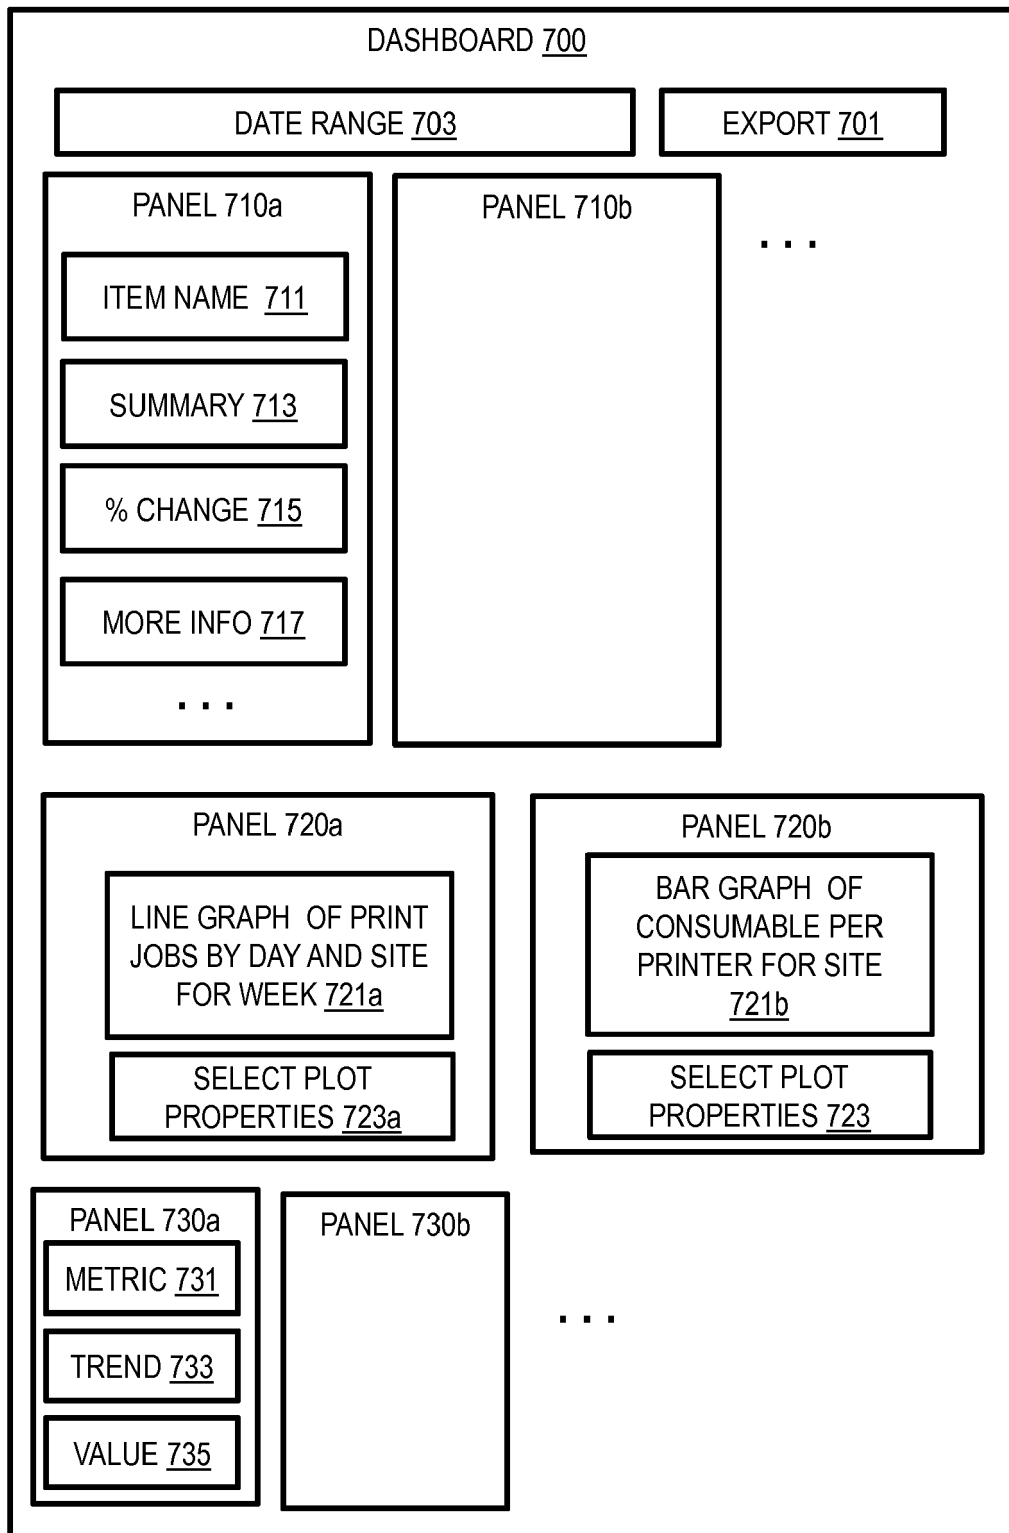 DASHBOARD 700
DATE RANGE 703
EXPORT 701
PANEL 710a
ITEM NAME 711
SUMMARY 713
% CHANGE 715
MORE INFO 717
. . .
PANEL 710b
. . .
PANEL 720a
LINE GRAPH OF PRINT
JOBS BY DAY AND SITE
FOR WEEK 721a
SELECT PLOT
PROPERTIES 723a
PANEL 720b
BAR GRAPH OF
CONSUMABLE PER
PRINTER FOR SITE
721b
SELECT PLOT
PROPERTIES 723
PANEL 730a
METRIC 731
TREND 733
VALUE 735
PANEL 730b
. . .